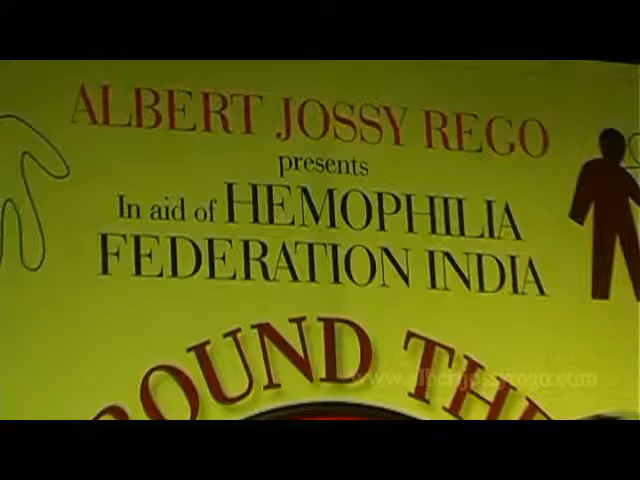 ALBERT JOSSY REGO
presents
In aid of HEMOPHILIA
FEDERATION INDIA